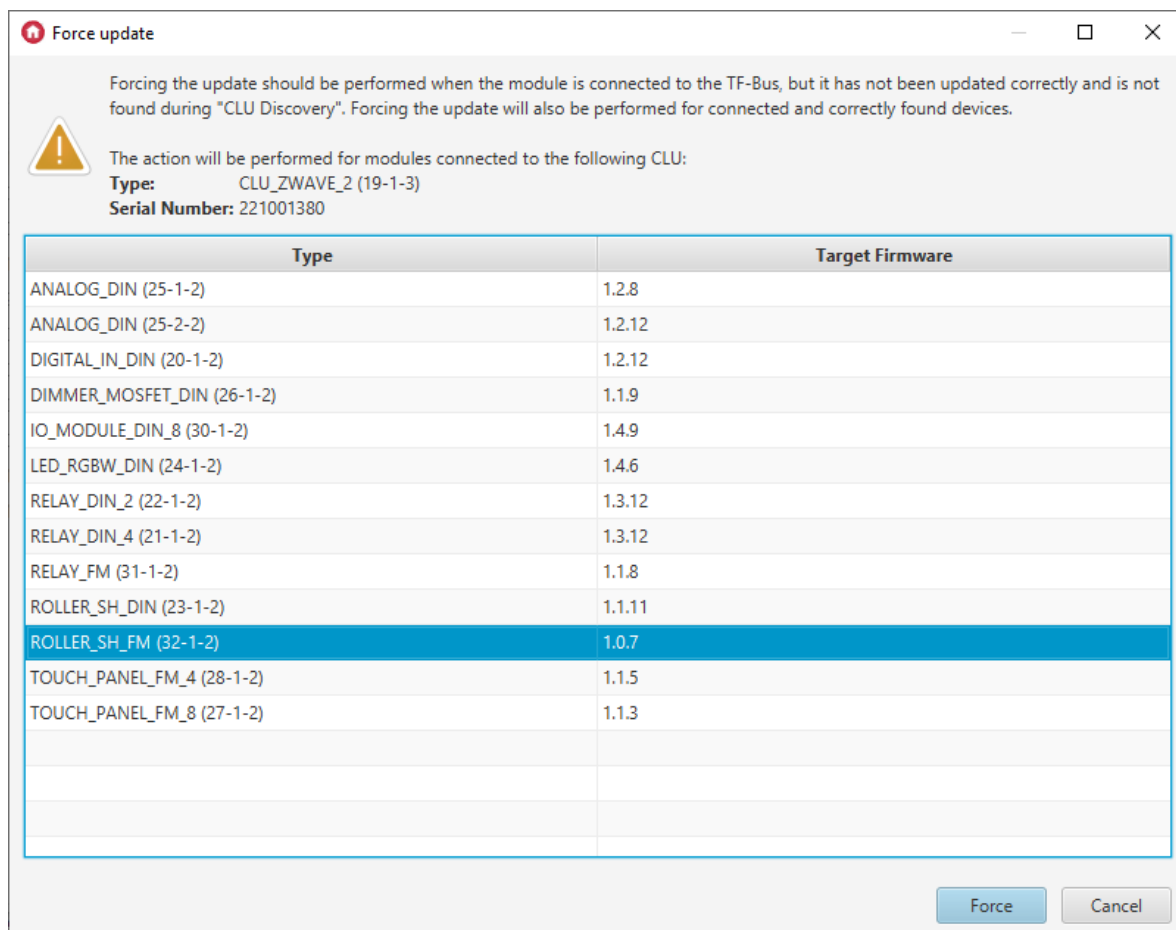 Force update
Forcing the update should be performed when the module is connected to the TF-Bus, but it has not been updated correctly and is not
found during "CLU Discovery". Forcing the update will also be performed for connected and correctly found devices.
The action will be performed for modules connected to the following CLU:
Type: CLU_ZWAVE_2 (19-1-3)
Serial Number: 221001380
Type Target Firmware
ANALOG_DIN (25-1-2) 1.2.8
ANALOG_DIN (25-2-2) 1.2.12
DIGITAL_IN_DIN (20-1-2) 1.2.12
DIMMER_MOSFET_DIN (26-1-2) 1.1.9
IO_MODULE_DIN_8 (30-1-2) 1.4.9
LED_RGBW_DIN (24-1-2) 1.4.6
RELAY_DIN_2 (22-1-2) 1.3.12
RELAY_DIN_4 (21-1-2) 1.3.12
RELAY_FM (31-1-2) 1.1.8
ROLLER_SH_DIN (23-1-2) 1.1.11
ROLLER_SH_FM (32-1-2) 1.0.7
TOUCH_PANEL_FM_4 (28-1-2) 1.1.5
TOUCH_PANEL_FM_8 (27-1-2) 1.1.3
Force Cancel